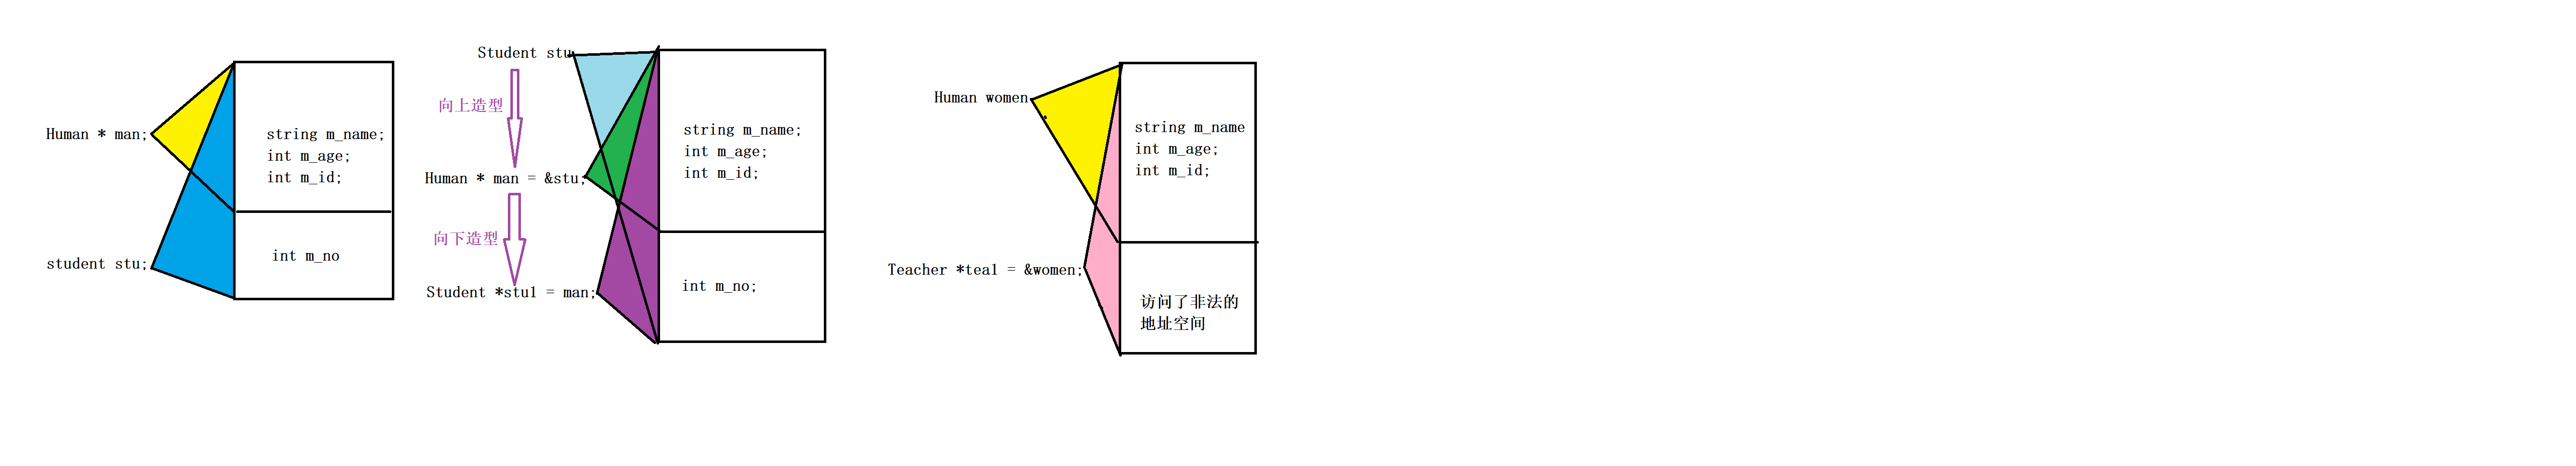 Human * man;
student stu;
string m_name;
int m_age;
int m_id;
int m_no
Student stu
向上造型
Human * man = &stu;
向下造型
Student *stu1 = man;
string m_name;
int m_age;
int m_id;
int m_no;
Human women
Teacher *tea1 = &women;
string m_name
int m_age;
int m_id;
访问了非法的
地址空间